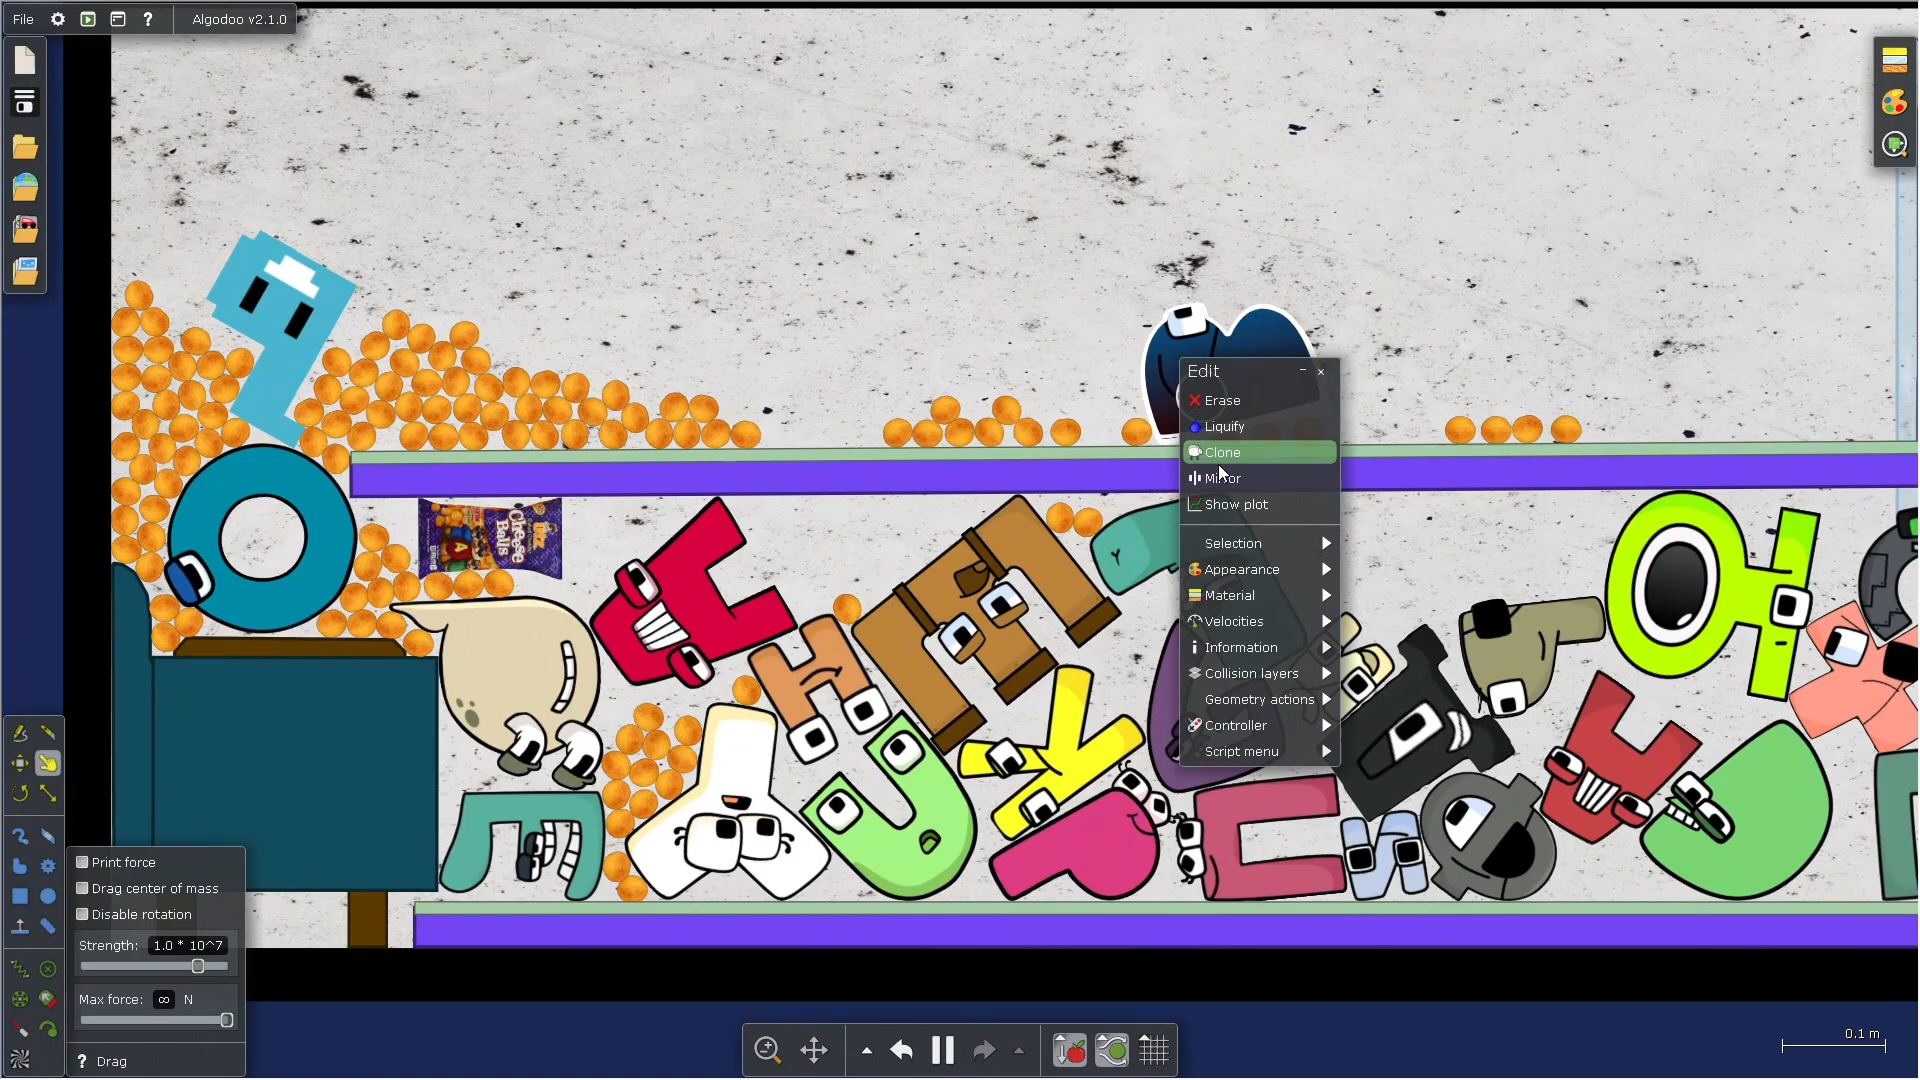 File
?
Algodoo v2.1.0
Edit
Erase
Liquify
Clone
Mirror
Show plot
Selection
Appearance
Material
Velocities
Information
Collision layers
Geometry actions
Controller
Script menu
Utz
Cheese
Balls
Print force
Drag center of mass
Disable rotation
Strength: 1.0 * 10^7
Max force: ∞ N
? Drag
0.1 m